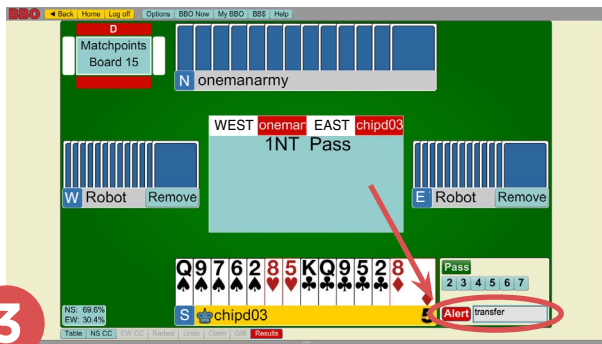 BBO ◄ Back Home Log off Options BBO Now My BBO BB$ Help
D
Matchpoints
Board 15
N onemanarmy
WEST oneman EAST chipd03
1NT Pass
W Robot Remove
E Robot Remove
Q 9 7 6 2 8 5 K Q 9 5 2 8
Pass
2 3 4 5 6 7
Alert transfer
NS: 69.6%
EW: 30.4%
S chipd03 5
3
Table NS CC EW CC Redeal Undo Claim GIB Results